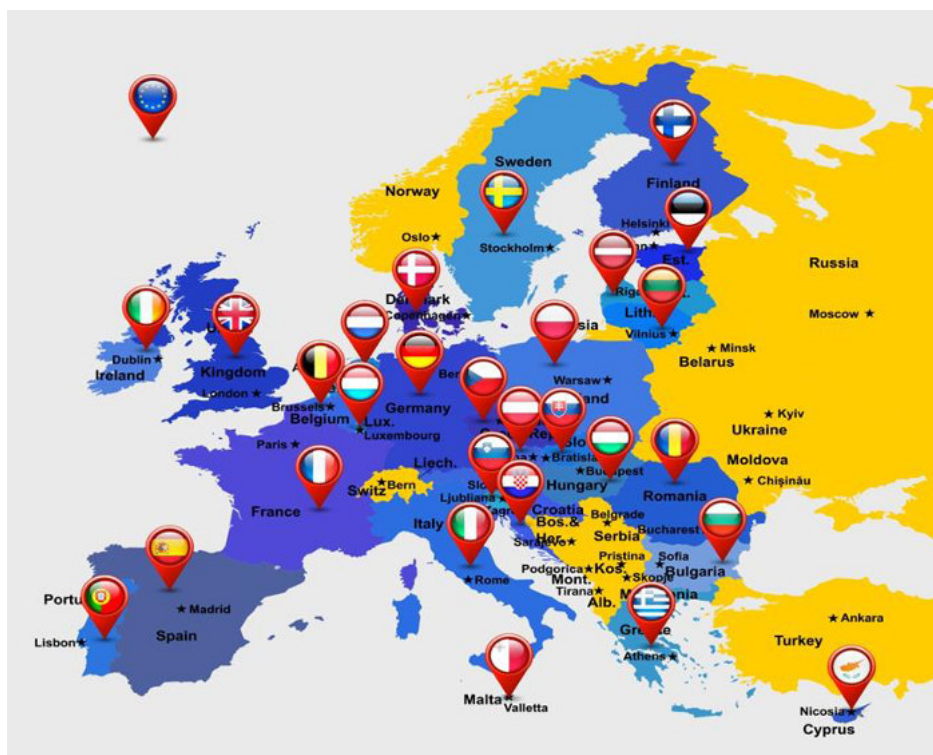 Sweden
Finland
Norway
Helsinki
Oslo
Stockholm
Est.
Russia
Denmark
Copenhagen
Riga
Lith
Vilnius
Moscow
Minsk
Belarus
Dublin
Ireland
Kingdom
London
Warsaw
Germany
Brussels
Belgium
Lux.
Luxembourg
Kyiv
Ukraine
Paris
Moldova
Liech.
Budapest
Hungary
Chișinău
Switz
Bern
Ljubljana
Romania
France
Italy
Croatia
Belgrade
Bos.&
Her.
Serbia
Bucharest
Sarajevo
Pristina
Sofia
Podgorica
Kos.
Bulgaria
Mont.
Skopje
Tirana
Alb.
Rome
Portu
Madrid
Lisbon
Spain
Ankara
Turkey
Athens
Malta
Valletta
Nicosia
Cyprus